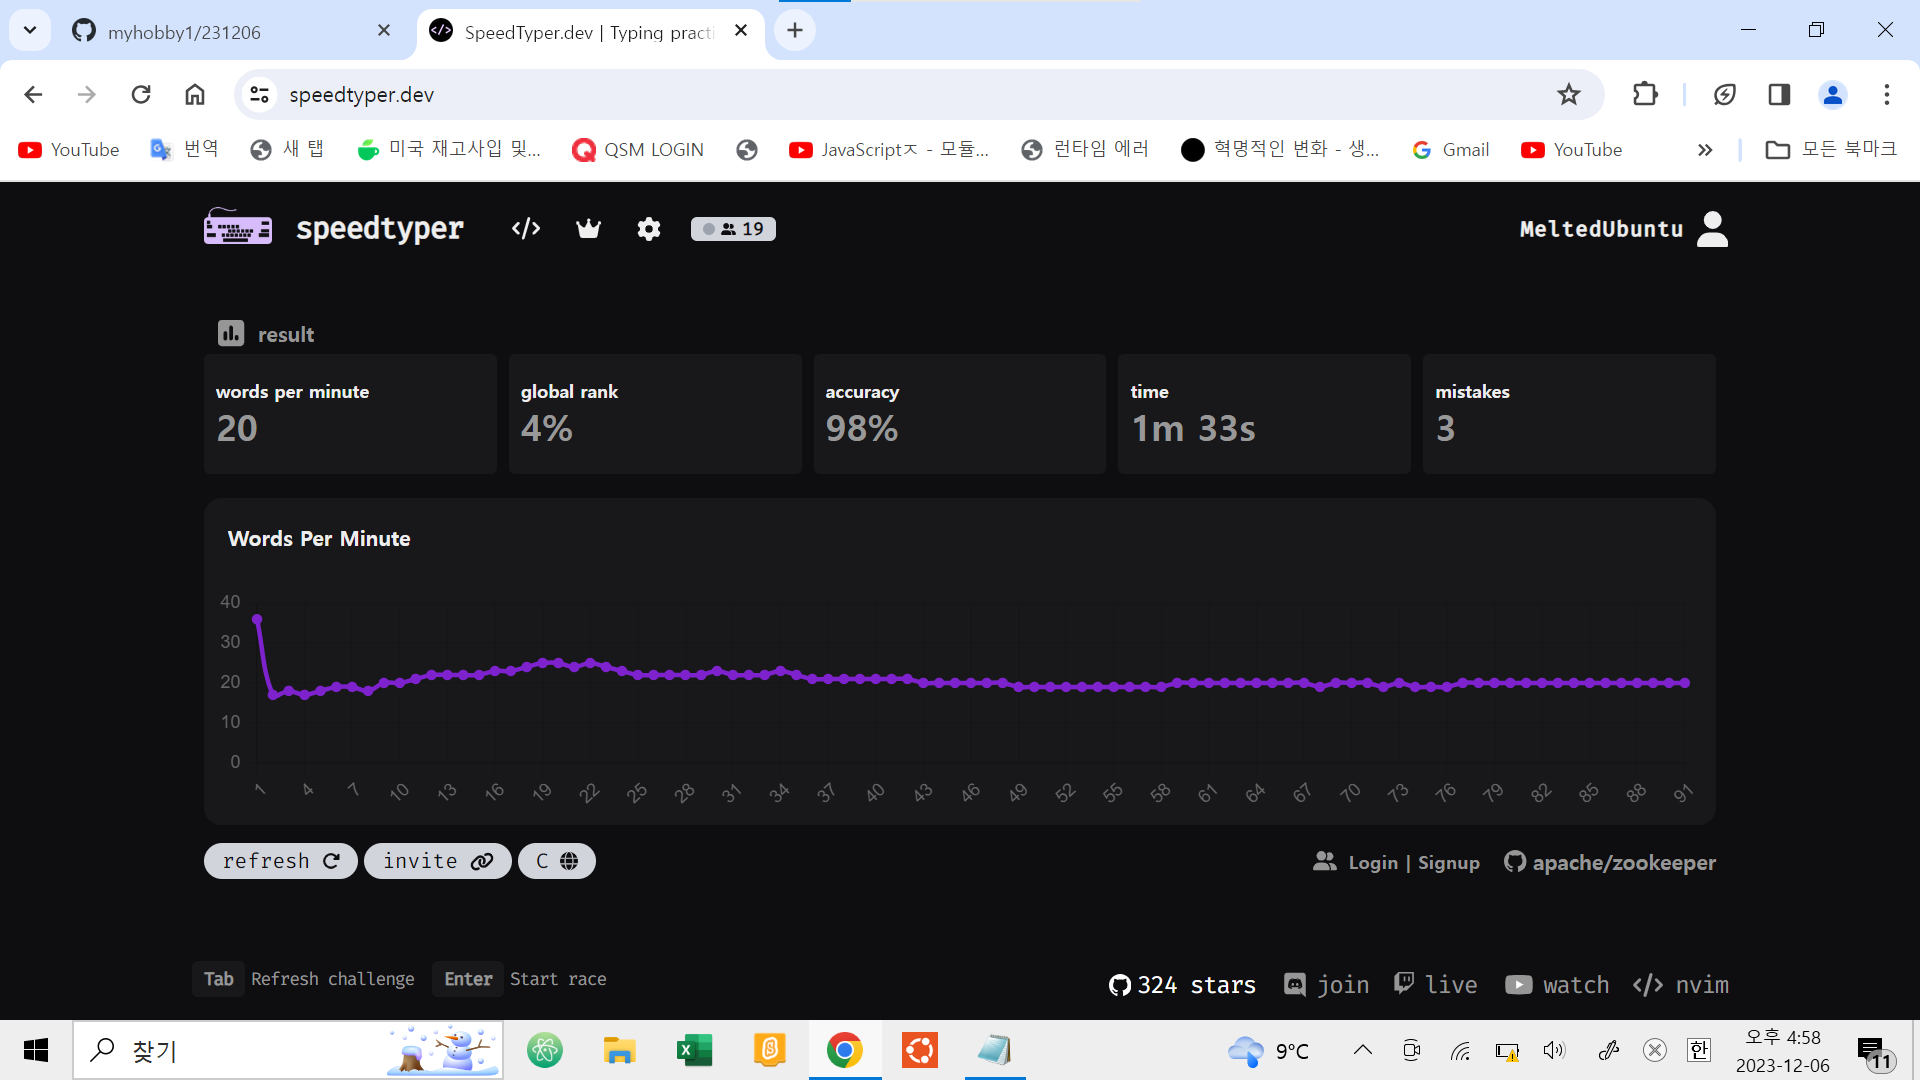 myhobby1/231206
SpeedTyper.dev | Typing practi
speedtyper.dev
YouTube 번역 새 탭 미국 재고사입 및... QSM LOGIN JavaScriptㅈ - 모듈... 런타임 에러 혁명적인 변화 - 생... Gmail YouTube » 모든 북마크
speedtyper 19 MeltedUbuntu
result
words per minute global rank accuracy time mistakes
20 4% 98% 1m 33s 3
Words Per Minute
40
30
20
10
0
1 4 7 10 13 16 19 22 25 28 31 34 37 40 43 46 49 52 55 58 61 64 67 70 73 76 79 82 85 88 91
refresh invite C Login | Signup apache/zookeeper
Tab Refresh challenge Enter Start race
324 stars join live watch nvim
찾기 9°C 한 오후 4:58
2023-12-06 11